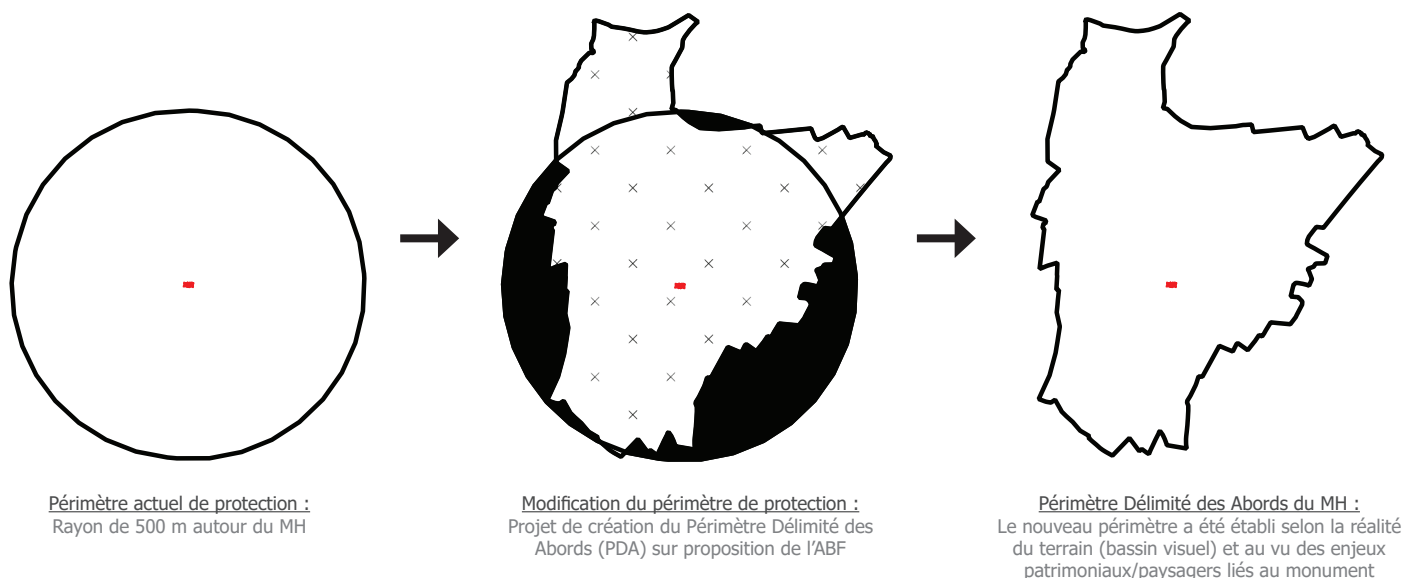 Périmètre actuel de protection :
Rayon de 500 m autour du MH
Modification du périmètre de protection :
Projet de création du Périmètre Délimité des
Abords (PDA) sur proposition de l'ABF
Périmètre Délimité des Abords du MH :
Le nouveau périmètre a été établi selon la réalité
du terrain (bassin visuel) et au vu des enjeux
patrimoniaux/paysagers liés au monument